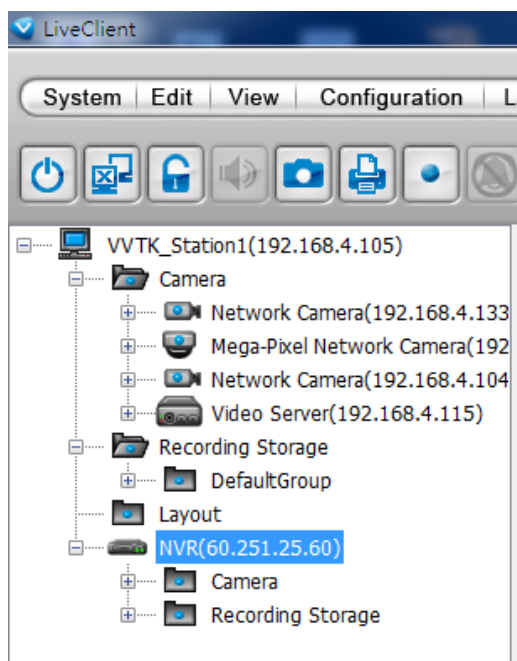 LiveClient
System Edit View Configuration L
VVTK_Station1(192.168.4.105)
Camera
Network Camera(192.168.4.133
Mega-Pixel Network Camera(192
Network Camera(192.168.4.104
Video Server(192.168.4.115)
Recording Storage
DefaultGroup
Layout
NVR(60.251.25.60)
Camera
Recording Storage